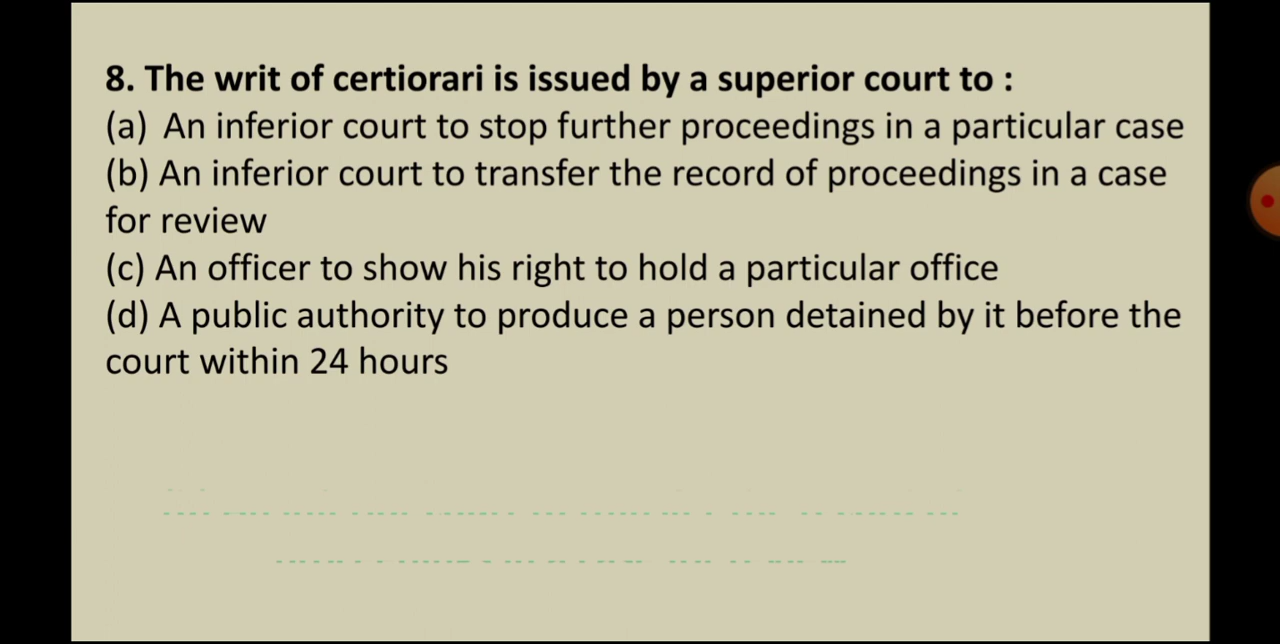 8. The writ of certiorari is issued by a superior court to :
(a) An inferior court to stop further proceedings in a particular case
(b) An inferior court to transfer the record of proceedings in a case
for review
(c) An officer to show his right to hold a particular office
(d) A public authority to produce a person detained by it before the
court within 24 hours